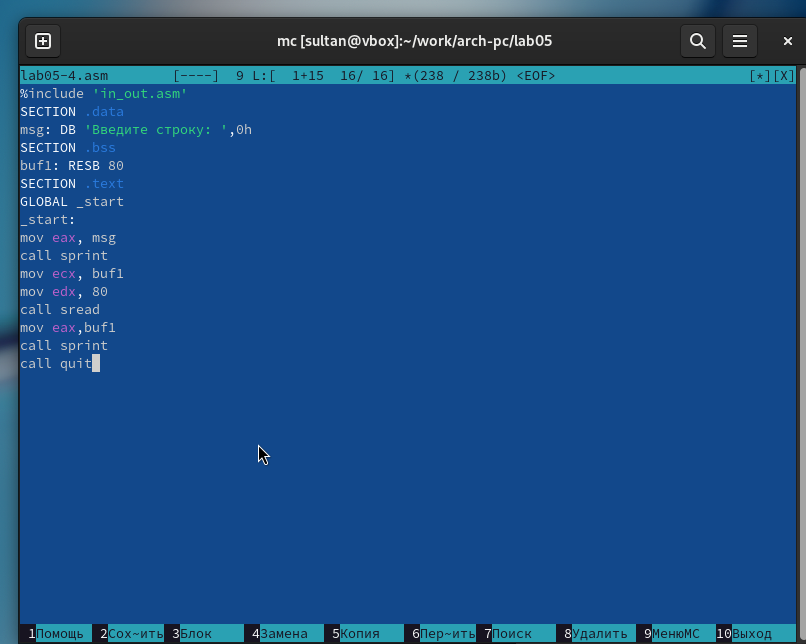 mc [sultan@vbox]:~/work/arch-pc/lab05
lab05-4.asm [----] 9 L:[ 1+15 16/ 16] *(238 / 238b) <EOF> [*][X]
%include 'in_out.asm'
SECTION .data
msg: DB 'Введите строку: ',0h
SECTION .bss
buf1: RESB 80
SECTION .text
GLOBAL _start
_start:
mov eax, msg
call sprint
mov ecx, buf1
mov edx, 80
call sread
mov eax,buf1
call sprint
call quit
1Помощь 2Сох~ить 3Блок 4Замена 5Копия 6Пер~ить 7Поиск 8Удалить 9МенюМС 10Выход